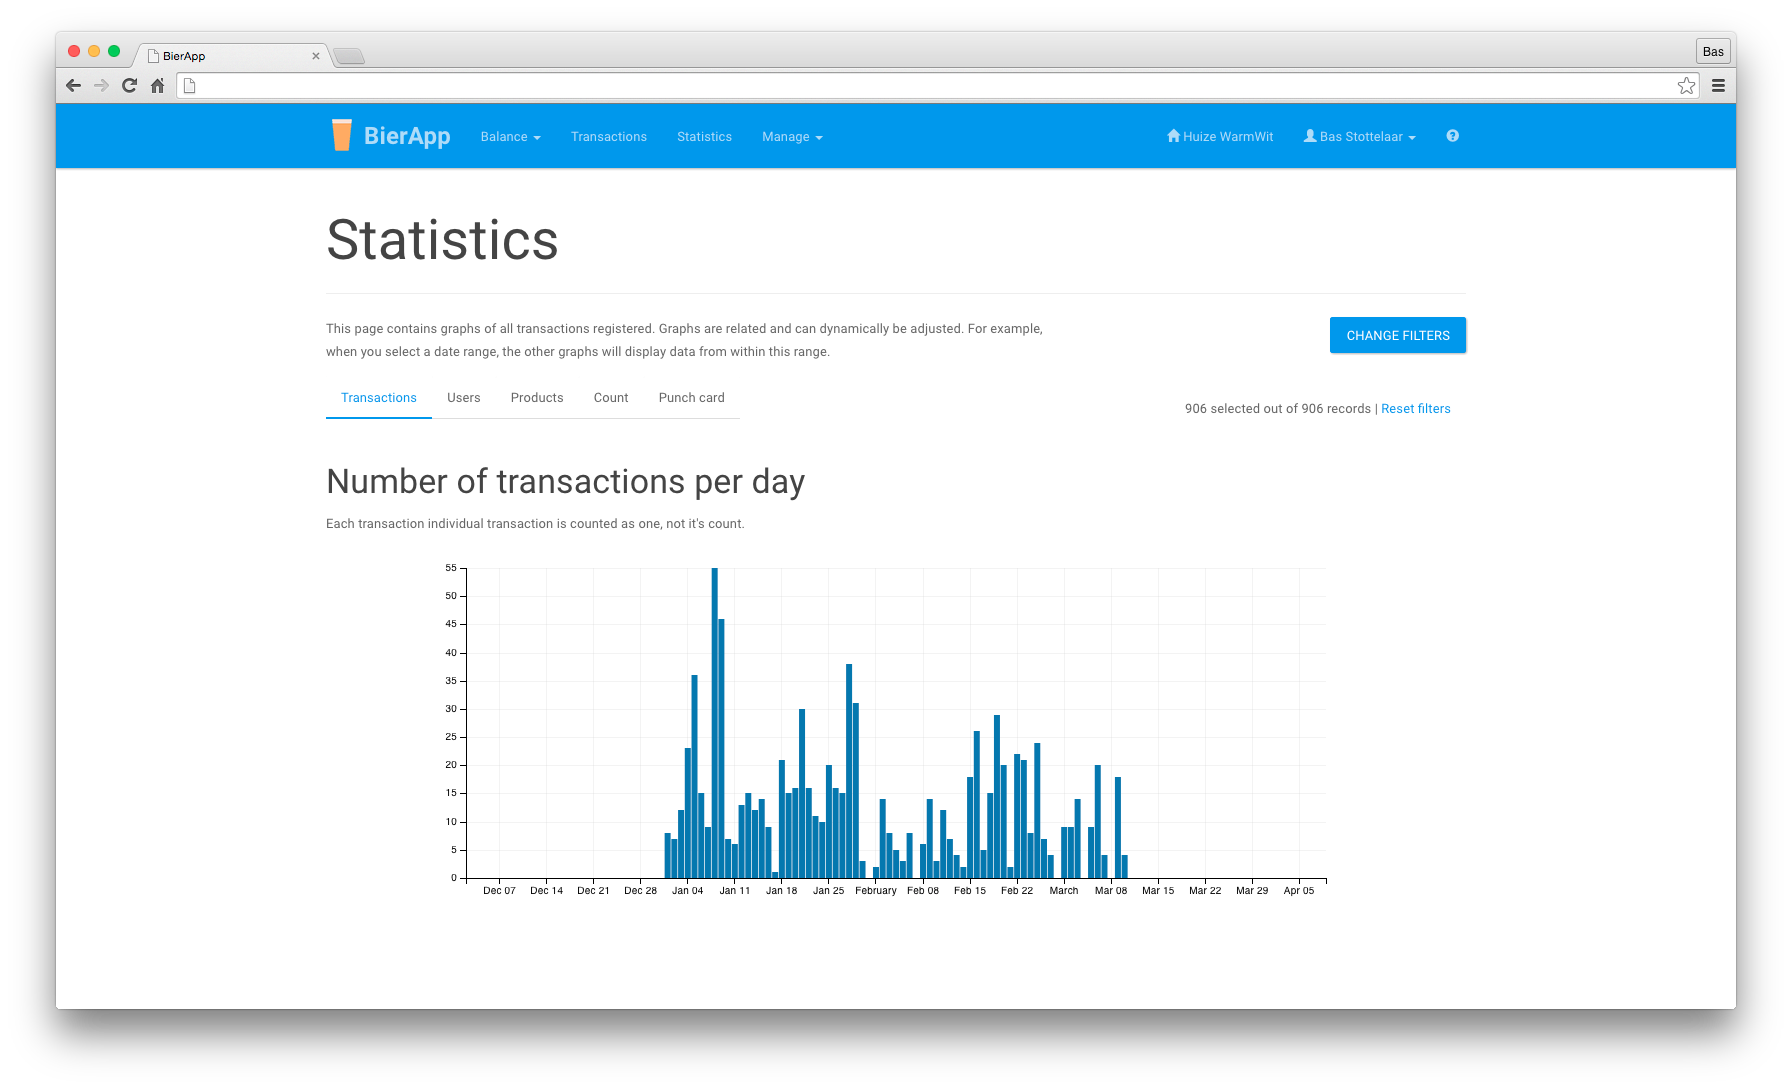 BierApp
Bas
BierApp Balance Transactions Statistics Manage Huize WarmWit Bas Stottelaar ?
Statistics
This page contains graphs of all transactions registered. Graphs are related and can dynamically be adjusted. For example,
when you select a date range, the other graphs will display data from within this range.
CHANGE FILTERS
Transactions Users Products Count Punch card
906 selected out of 906 records | Reset filters
Number of transactions per day
Each transaction individual transaction is counted as one, not it's count.
55
50
45
40
35
30
25
20
15
10
5
0
Dec 07 Dec 14 Dec 21 Dec 28 Jan 04 Jan 11 Jan 18 Jan 25 February Feb 08 Feb 15 Feb 22 March Mar 08 Mar 15 Mar 22 Mar 29 Apr 05